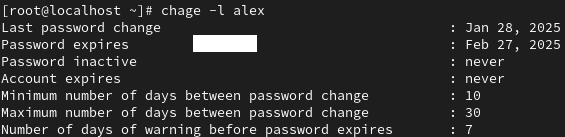 [root@localhost ~]# chage -l alex
Last password change : Jan 28, 2025
Password expires : Feb 27, 2025
Password inactive : never
Account expires : never
Minimum number of days between password change : 10
Maximum number of days between password change : 30
Number of days of warning before password expires : 7